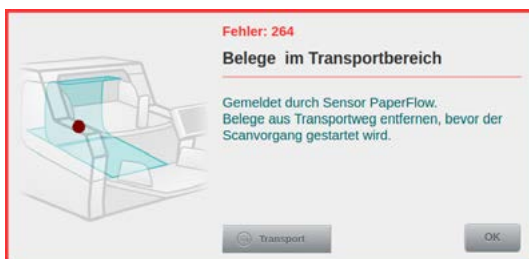 Fehler: 264
Belege im Transportbereich
Gemeldet durch Sensor PaperFlow.
Belege aus Transportweg entfernen, bevor der
Scanvorgang gestartet wird.
Transport
OK